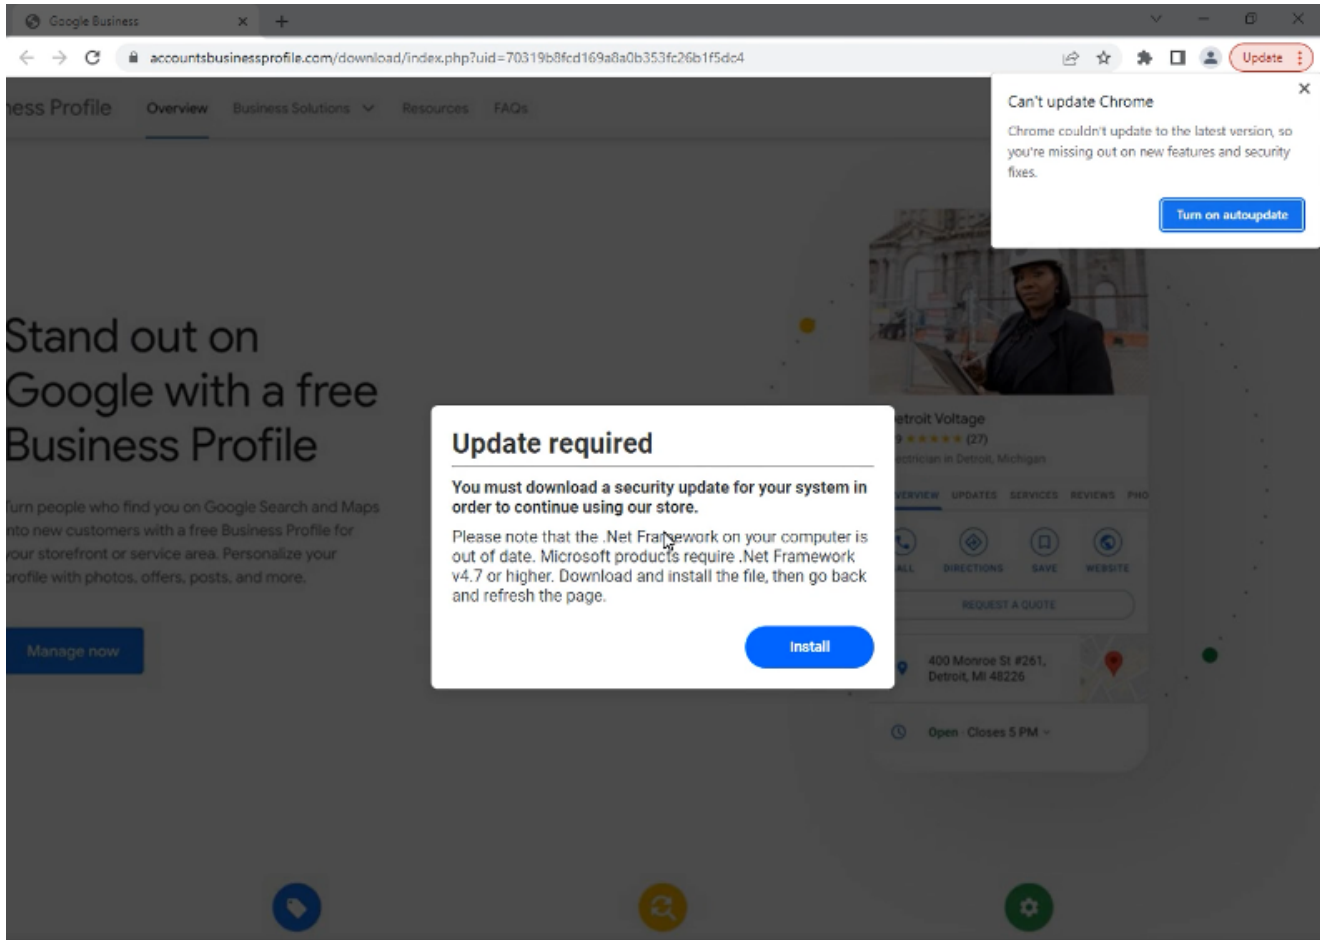 Google Business
accountsbusinessprofile.com/download/index.php?uid=70319b8fcd169a8a0b353fc26b1f5dc4
Update
ness Profile
Overview
Business Solutions
Resources
FAQs
Can't update Chrome
Chrome couldn't update to the latest version, so
you're missing out on new features and security
fixes.
Turn on autoupdate
Stand out on
Google with a free
Business Profile
Turn people who find you on Google Search and Maps
into new customers with a free Business Profile for
your storefront or service area. Personalize your
profile with photos, offers, posts, and more.
Manage now
Update required
You must download a security update for your system in
order to continue using our store.
Please note that the .Net Framework on your computer is
out of date. Microsoft products require .Net Framework
v4.7 or higher. Download and install the file, then go back
and refresh the page.
Install
etroit Voltage
9 ★★★★★ (27)
ectrician in Detroit, Michigan
VERVIEW UPDATES SERVICES REVIEWS PHO
ALL DIRECTIONS SAVE WEBSITE
REQUEST A QUOTE
400 Monroe St #261,
Detroit, MI 48226
Open · Closes 5 PM